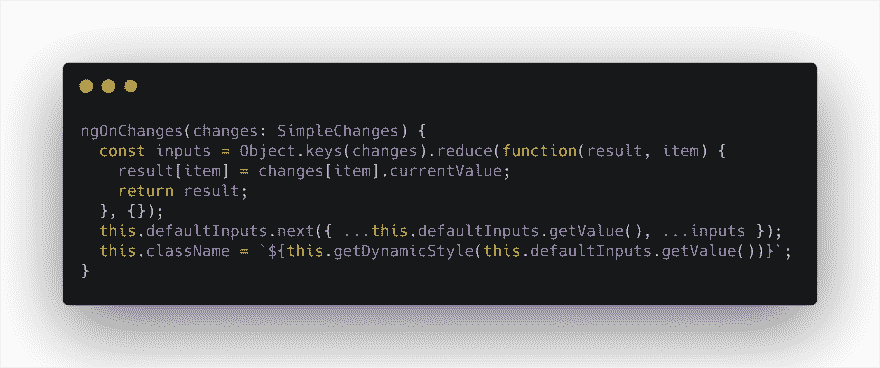 ngOnChanges(changes: SimpleChanges) {
  const inputs = Object.keys(changes).reduce(function(result, item) {
    result[item] = changes[item].currentValue;
    return result;
  }, {});
  this.defaultInputs.next({ ...this.defaultInputs.getValue(), ...inputs });
  this.className = `${this.getDynamicStyle(this.defaultInputs.getValue())}`;
}